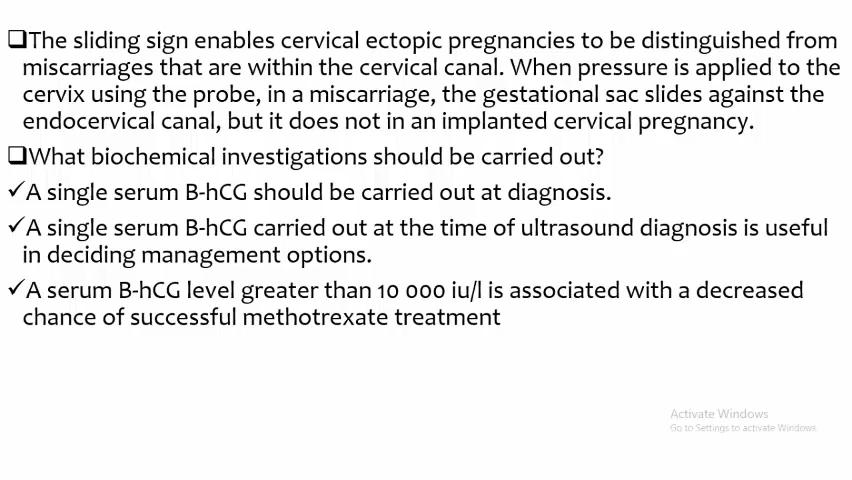 ❑The sliding sign enables cervical ectopic pregnancies to be distinguished from
miscarriages that are within the cervical canal. When pressure is applied to the
cervix using the probe, in a miscarriage, the gestational sac slides against the
endocervical canal, but it does not in an implanted cervical pregnancy.
❑What biochemical investigations should be carried out?
✓A single serum B-hCG should be carried out at diagnosis.
✓A single serum B-hCG carried out at the time of ultrasound diagnosis is useful
in deciding management options.
✓A serum B-hCG level greater than 10 000 iu/l is associated with a decreased
chance of successful methotrexate treatment
Activate Windows
Go to Settings to activate Windows.